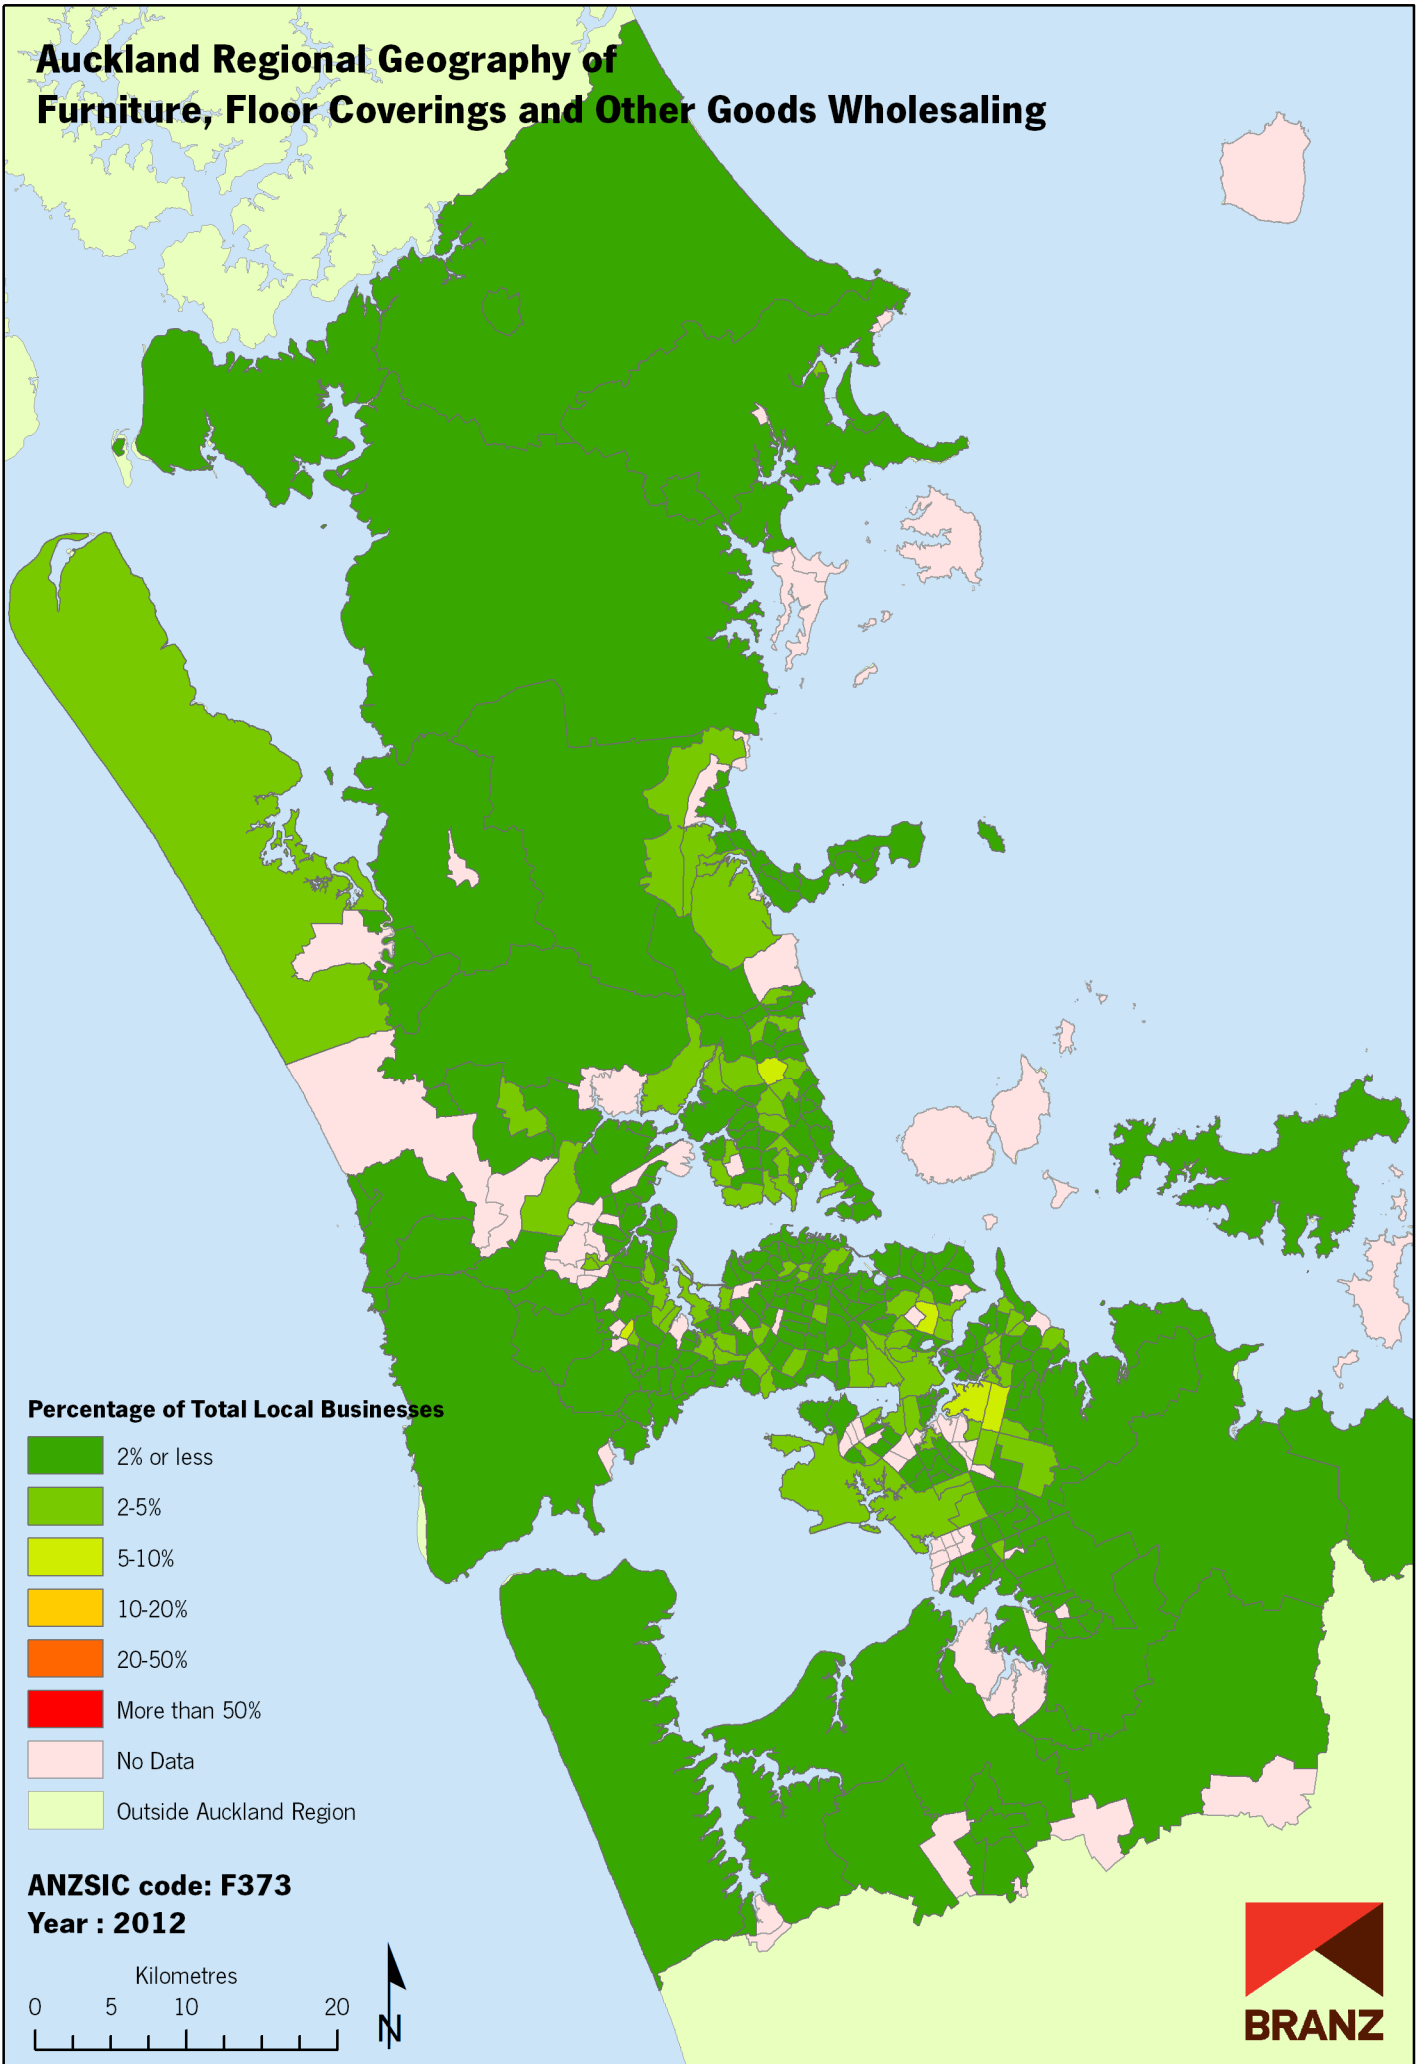 Auckland Regional Geography of
Furniture, Floor Coverings and Other Goods Wholesaling
Percentage of Total Local Businesses
2% or less
2-5%
5-10%
10-20%
20-50%
More than 50%
No Data
Outside Auckland Region
ANZSIC code: F373
Year : 2012
Kilometres
0 5 10 20
N
BRANZ